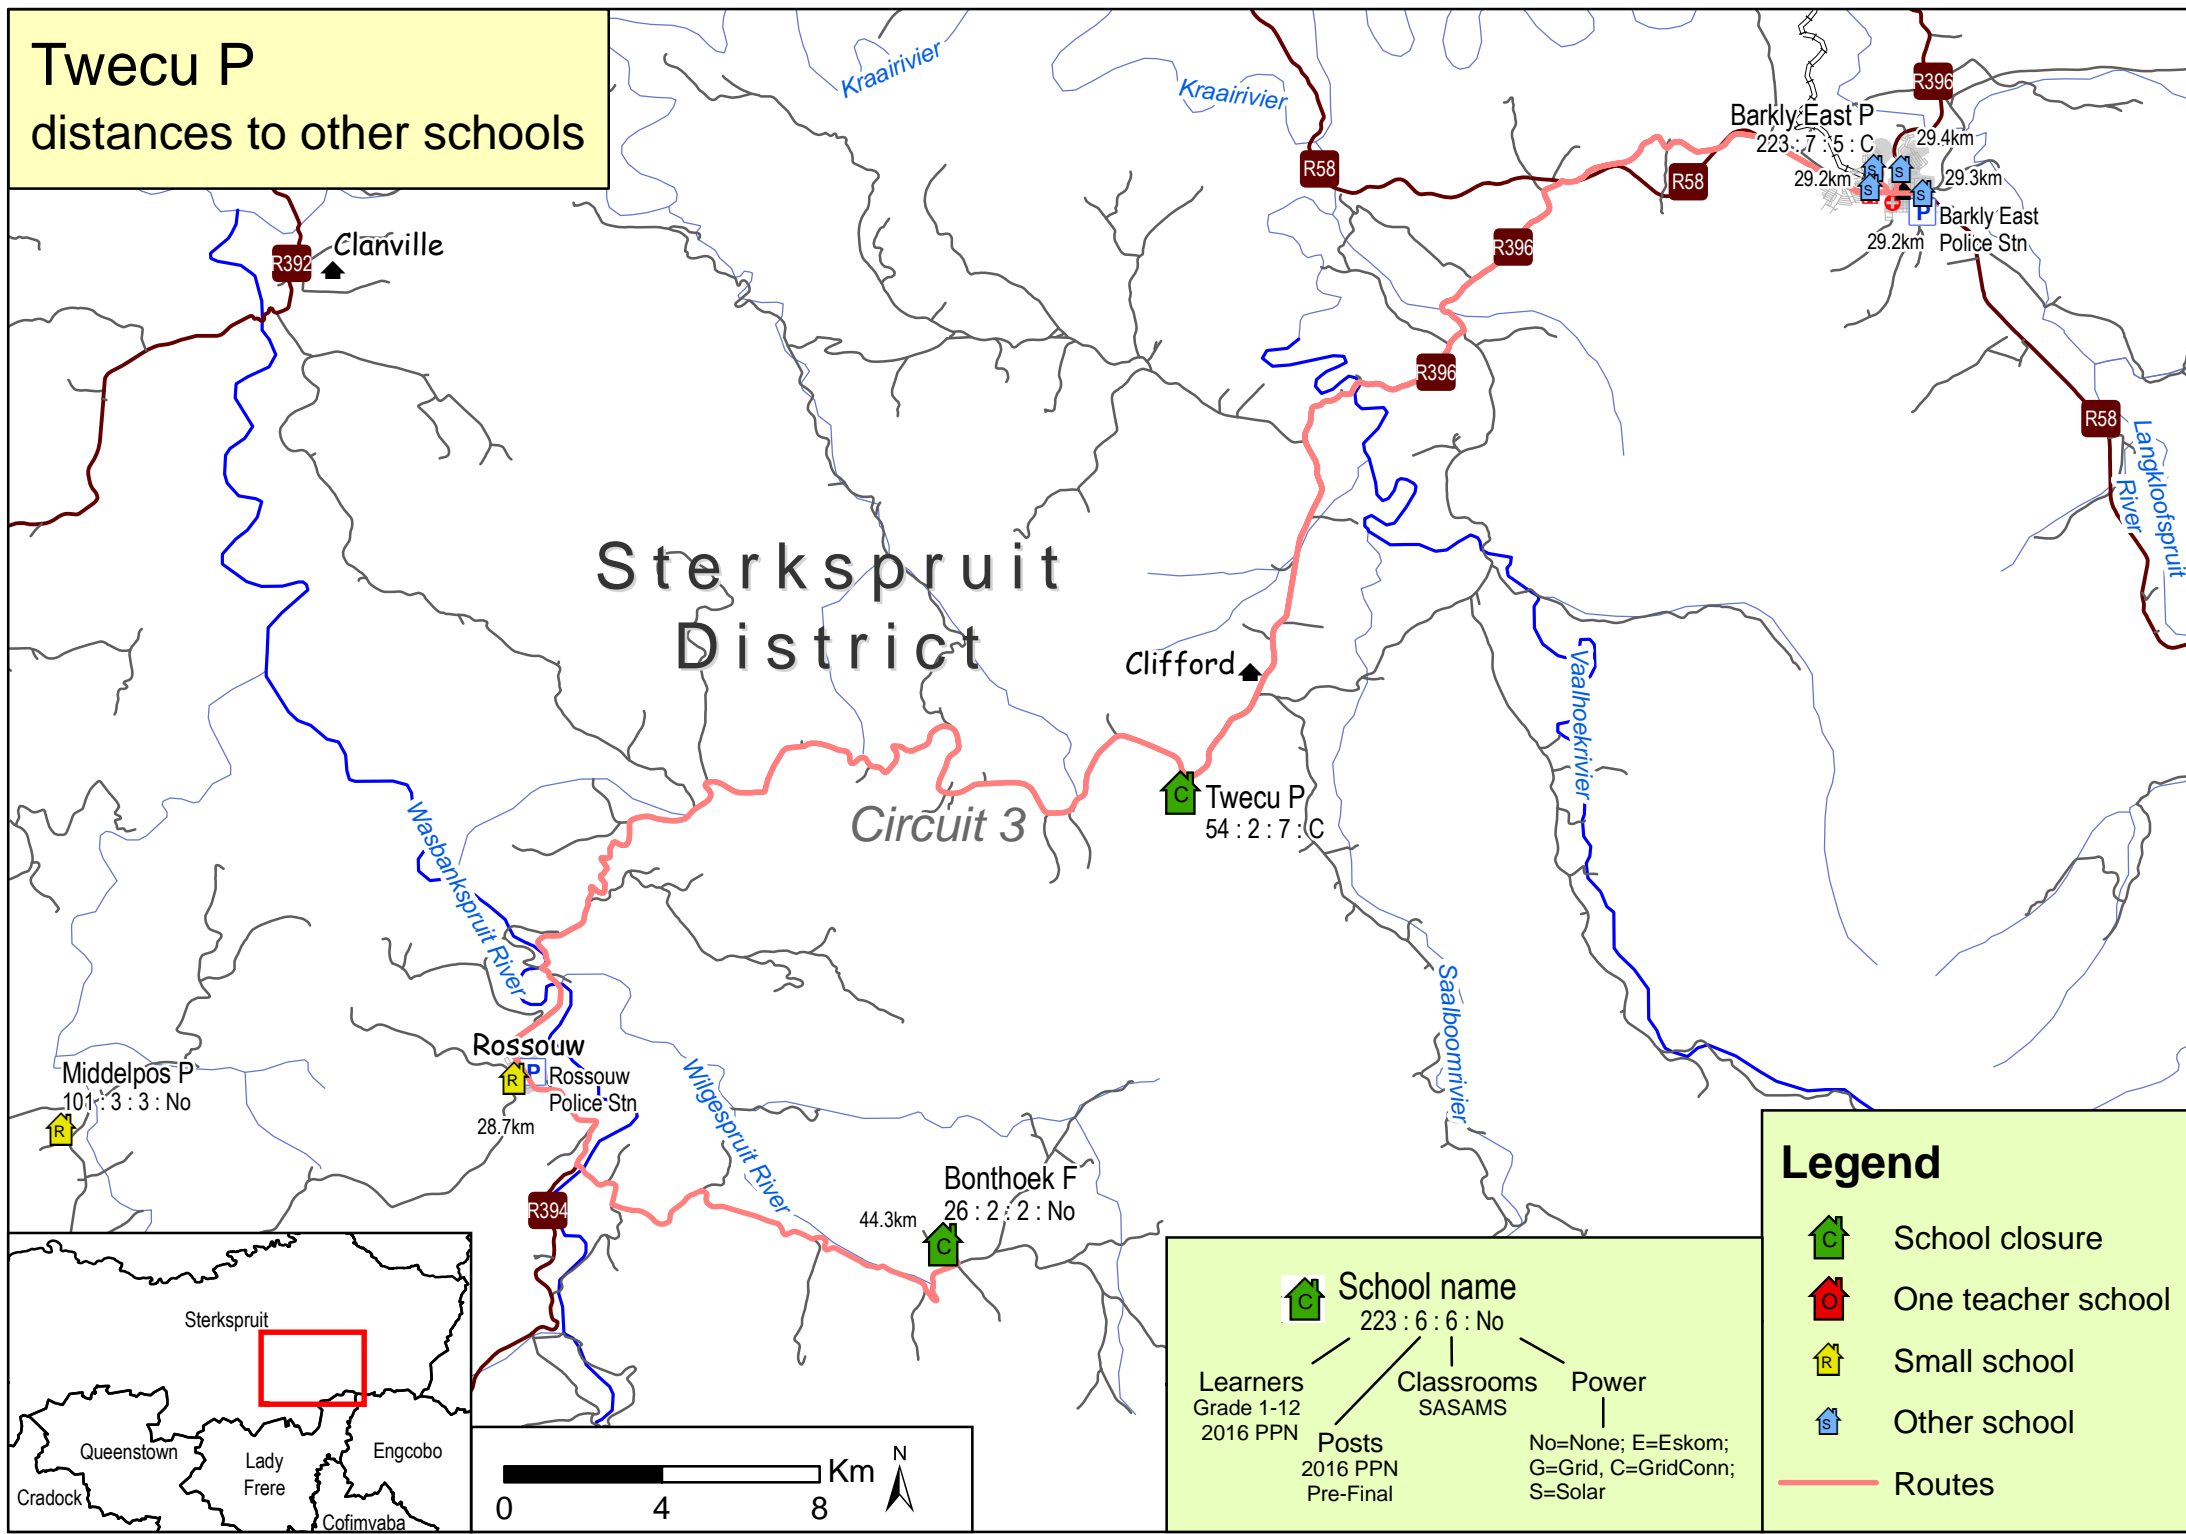 Twecu P
distances to other schools
Kraairivier
Kraairivier
R396
Barkly East P
223 : 7 : 5 : C
29.4km
R58
R58
29.2km
29.3km
S
S
S
S
P
Barkly East
Police Stn
29.2km
R392
Clanville
R396
R396
R58
Langkloofspruit
River
Sterkspruit
District
Clifford
Vaalhoekrivier
C
Twecu P
54 : 2 : 7 : C
Circuit 3
Wasbankspruit River
Saalboomrivier
Rossouw
R
P
Rossouw
Police Stn
28.7km
Middelpos P
101 : 3 : 3 : No
R
Wilgespruit River
R394
Bonthoek F
26 : 2 : 2 : No
44.3km
C
Sterkspruit
Queenstown
Lady
Frere
Engcobo
Cradock
Cofimvaba
Km
0 4 8
N
C
School name
223 : 6 : 6 : No
Learners
Grade 1-12
2016 PPN
Posts
2016 PPN
Pre-Final
Classrooms
SASAMS
Power
No=None; E=Eskom;
G=Grid, C=GridConn;
S=Solar
Legend
C School closure
O One teacher school
R Small school
S Other school
Routes